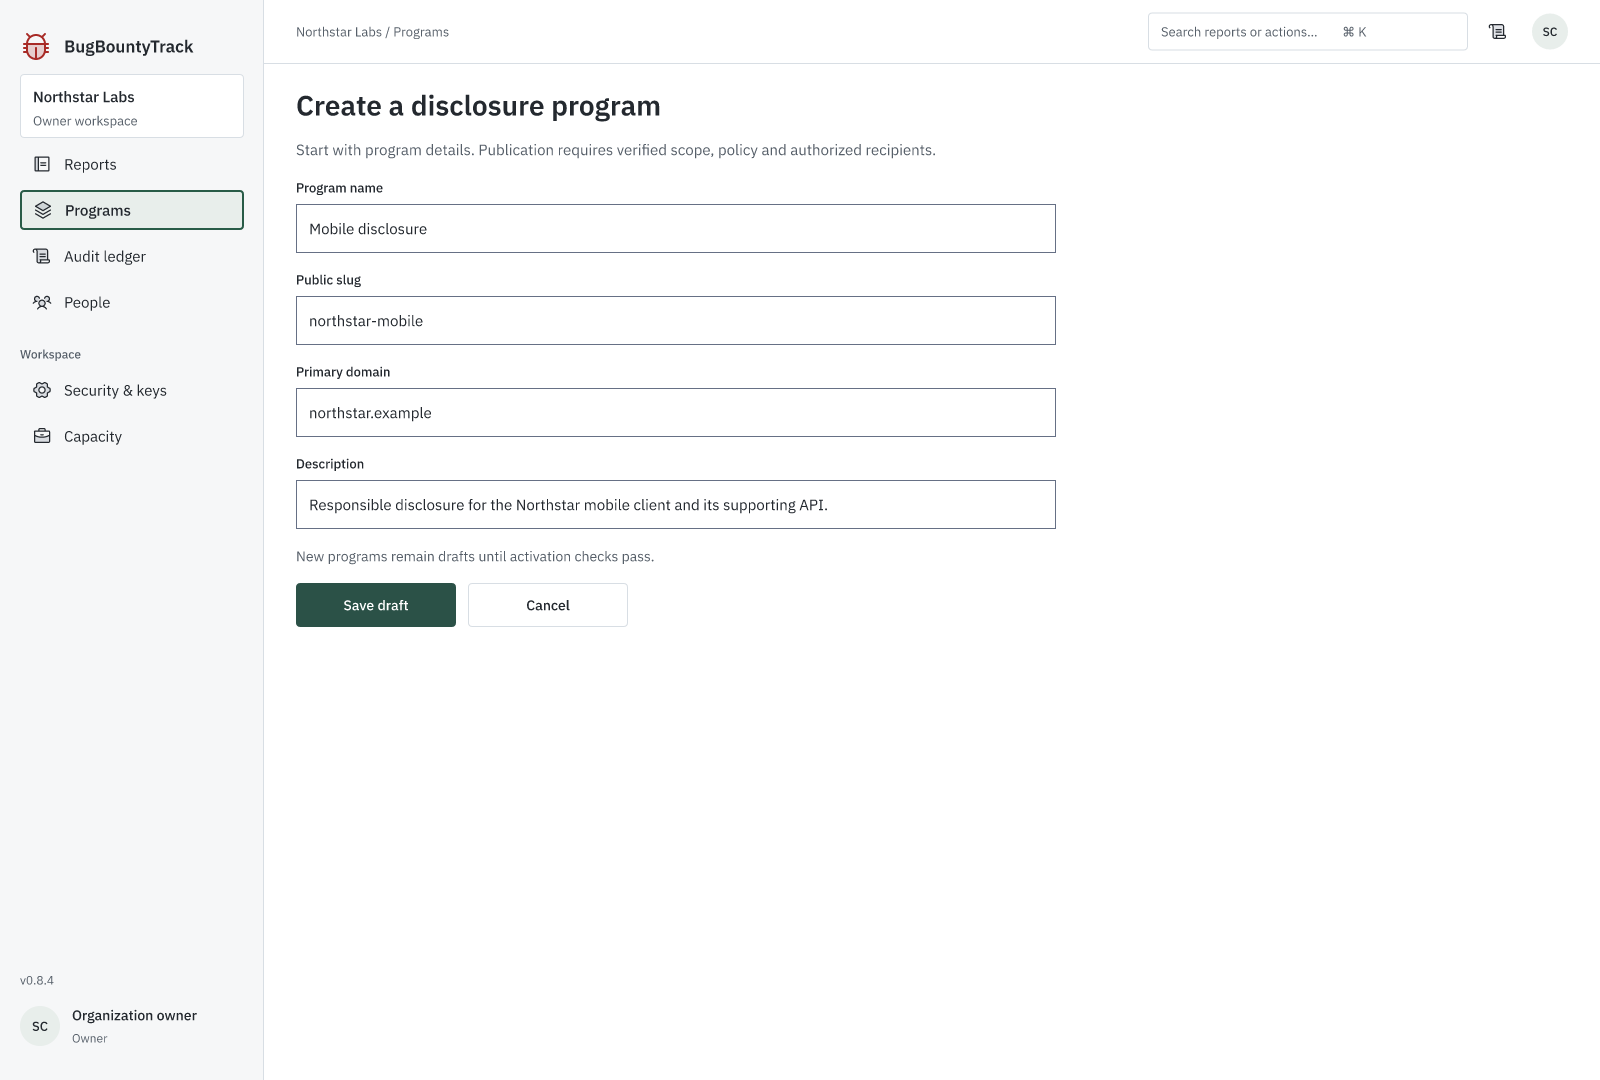 BugBountyTrack
Northstar Labs
Owner workspace
Reports
Programs
Audit ledger
People
Workspace
Security & keys
Capacity
v0.8.4
SC
Organization owner
Owner
Northstar Labs / Programs
Search reports or actions... ⌘ K
SC
Create a disclosure program
Start with program details. Publication requires verified scope, policy and authorized recipients.
Program name
Mobile disclosure
Public slug
northstar-mobile
Primary domain
northstar.example
Description
Responsible disclosure for the Northstar mobile client and its supporting API.
New programs remain drafts until activation checks pass.
Save draft
Cancel